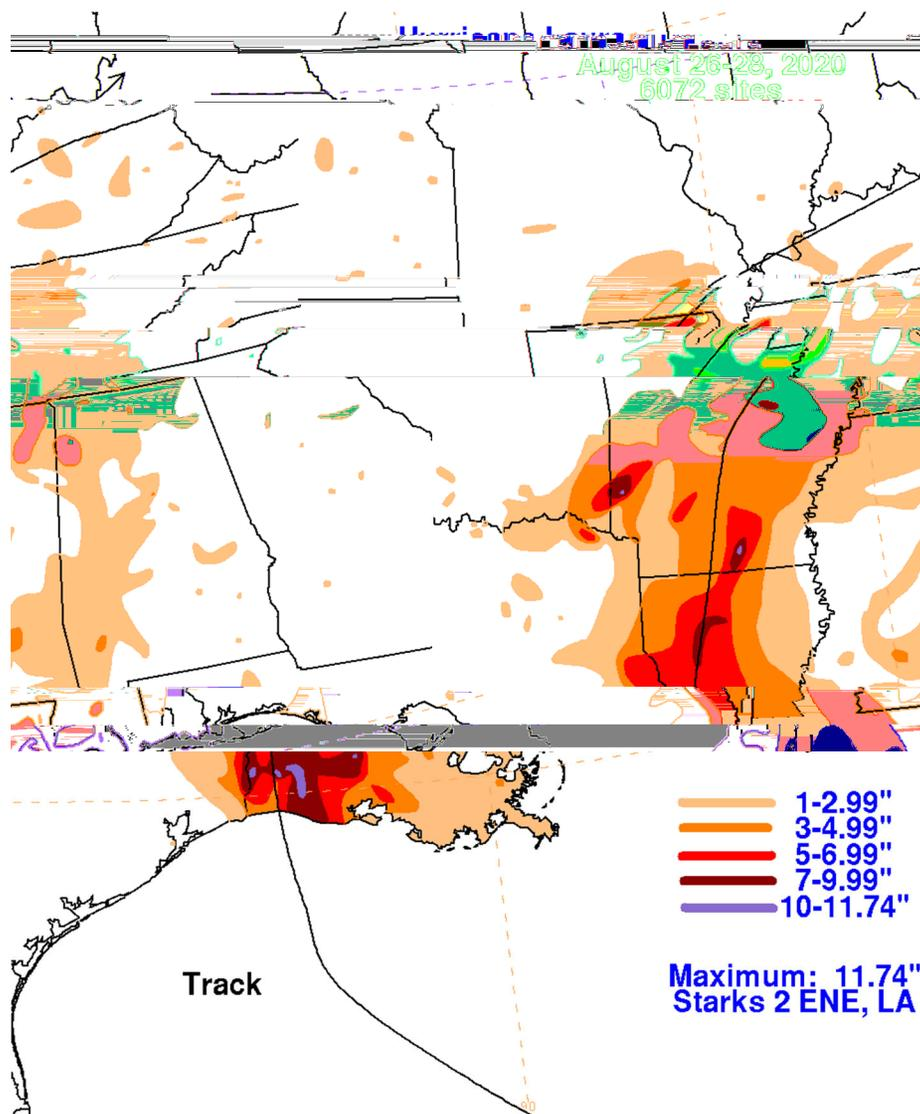 August 26-28, 2020
6072 sites
1-2.99"
3-4.99"
5-6.99"
7-9.99"
10-11.74"
Maximum: 11.74"
Starks 2 ENE, LA
Track
90